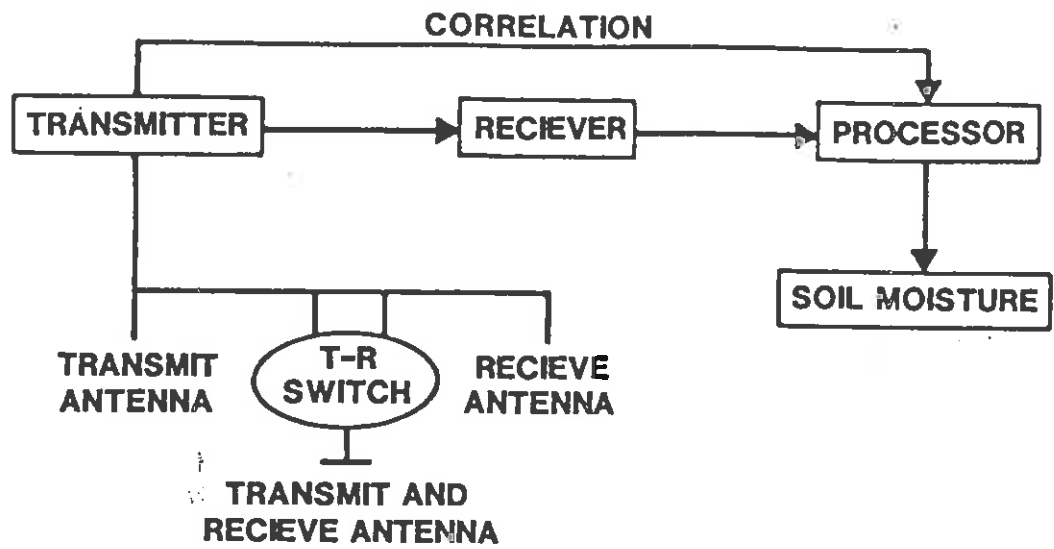 CORRELATION
TRANSMITTER
RECIEVER
PROCESSOR
SOIL MOISTURE
TRANSMIT
ANTENNA
T-R
SWITCH
RECIEVE
ANTENNA
TRANSMIT AND
RECIEVE ANTENNA